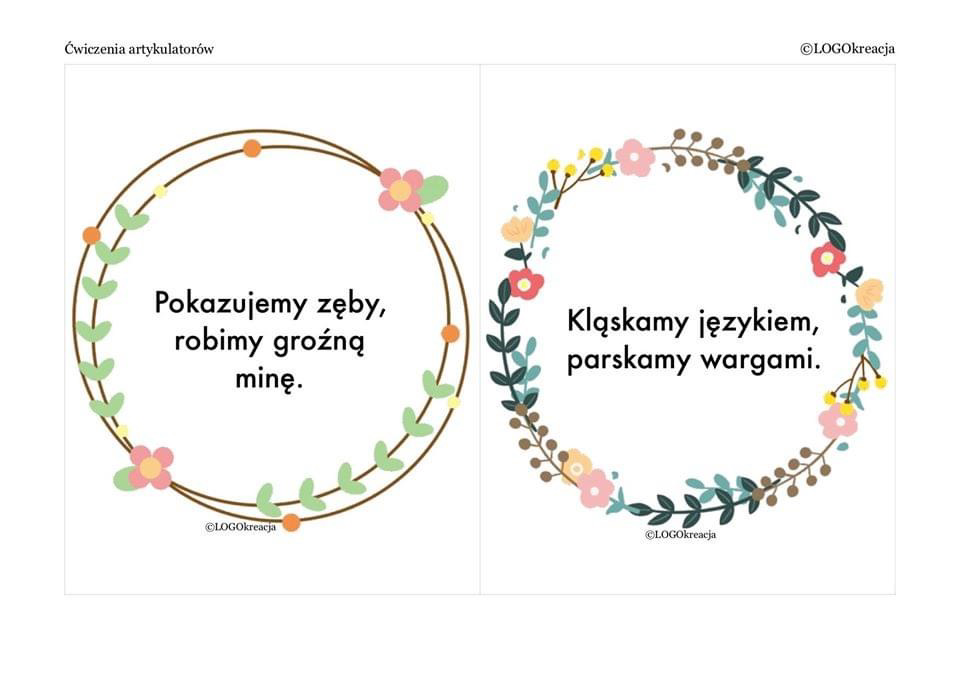 Ćwiczenia artykulatorów
©LOGOkreacja
Pokazujemy zęby,
robimy groźną
minę.
©LOGOkreacja
Kląskamy językiem,
parskamy wargami.
©LOGOkreacja